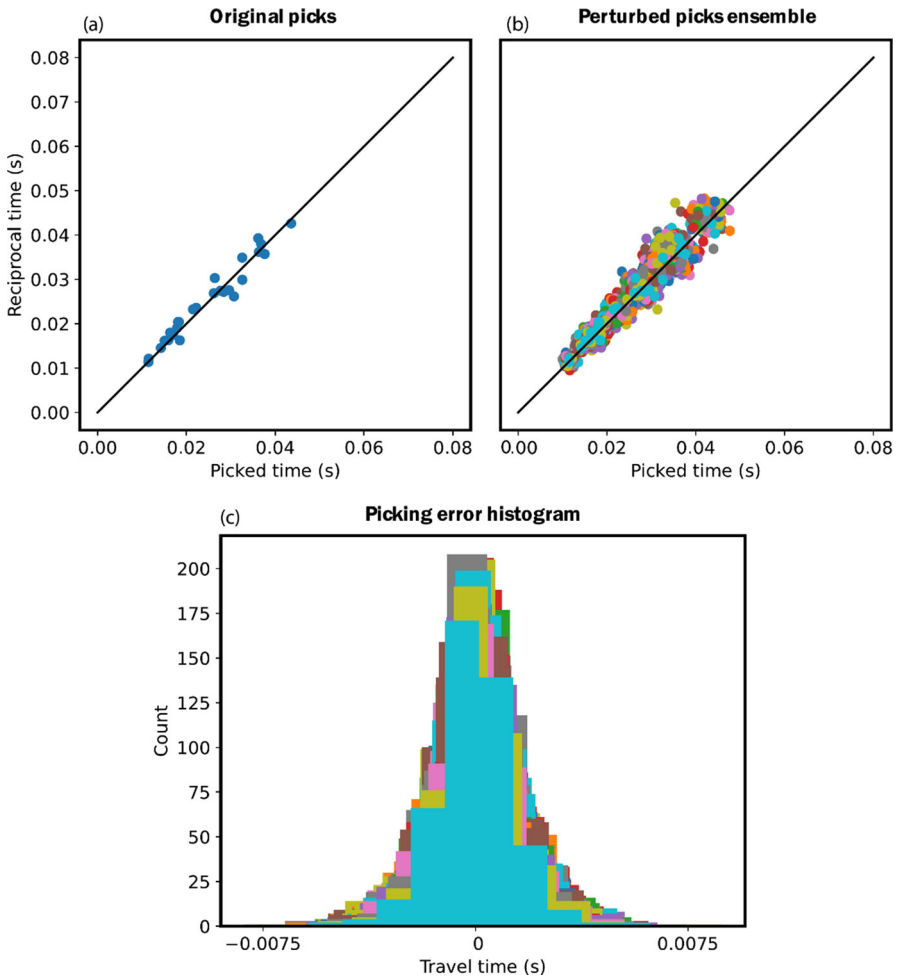 (a) Original picks
(b) Perturbed picks ensemble
Reciprocal time (s)
0.08
0.07
0.06
0.05
0.04
0.03
0.02
0.01
0.00
0.00 0.02 0.04 0.06 0.08
Picked time (s)
0.00 0.02 0.04 0.06 0.08
Picked time (s)
(c) Picking error histogram
Count
200
175
150
125
100
75
50
25
0
−0.0075 0 0.0075
Travel time (s)